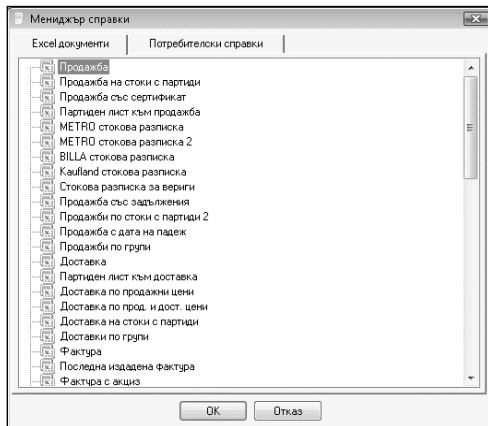 Мениджър справки
Excel документи
Потребителски справки
Продажба
Продажба на стоки с партиди
Продажба със сертификат
Партиден лист към продажба
METRO стокова разписка
METRO стокова разписка 2
BILLA стокова разписка
Kaufland стокова разписка
Стокова разписка за вериги
Продажба със задължения
Продажби по стоки с партиди 2
Продажба с дата на падеж
Продажби по групи
Доставка
Партиден лист към доставка
Доставка по продажни цени
Доставка по прод. и дост. цени
Доставка на стоки с партиди
Доставки по групи
Фактура
Последна издадена фактура
Фактура с акциз
OK
Отказ